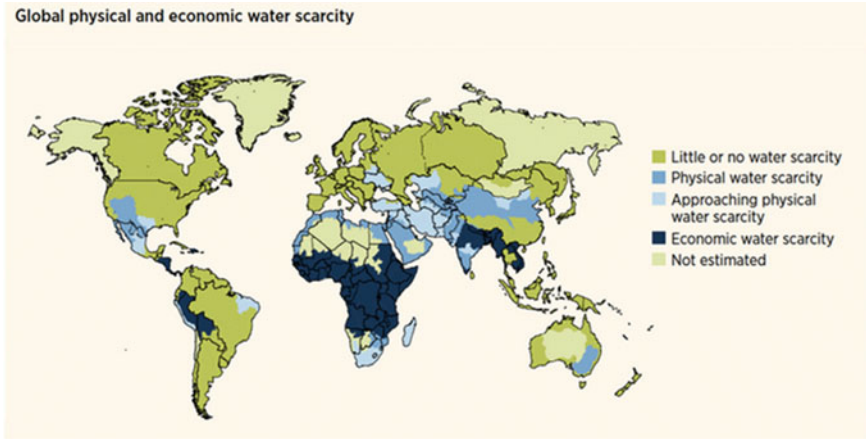 Global physical and economic water scarcity
Little or no water scarcity
Physical water scarcity
Approaching physical
water scarcity
Economic water scarcity
Not estimated